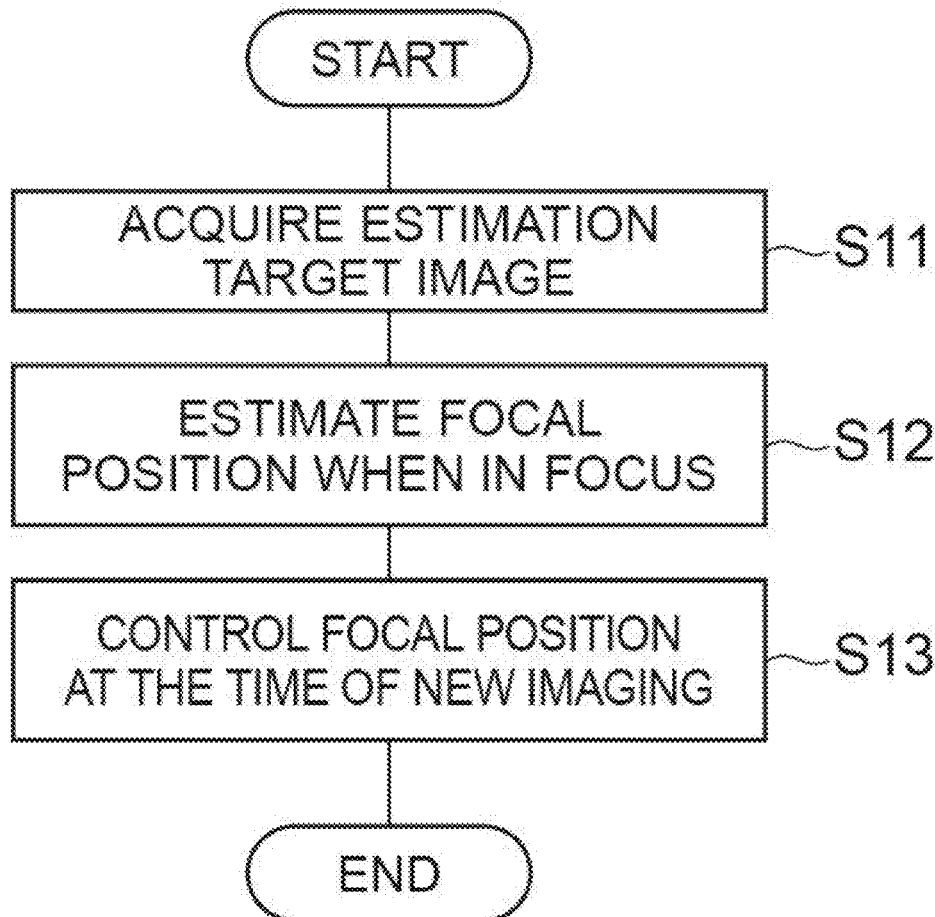 START
ACQUIRE ESTIMATION
TARGET IMAGE
S11
ESTIMATE FOCAL
POSITION WHEN IN FOCUS
S12
CONTROL FOCAL POSITION
AT THE TIME OF NEW IMAGING
S13
END